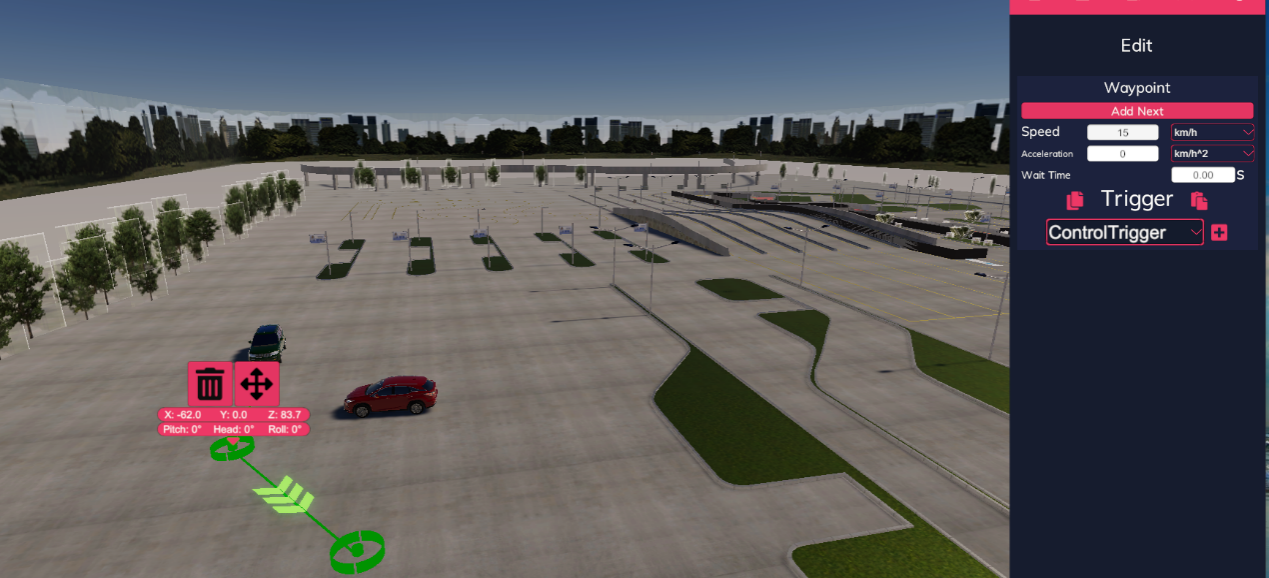 Edit
Waypoint
Add Next
Speed 15 km/h
Acceleration 0 km/h^2
Wait Time 0.00 S
Trigger
ControlTrigger
X: -62.0 Y: 0.0 Z: 83.7
Pitch: 0° Head: 0° Roll: 0°